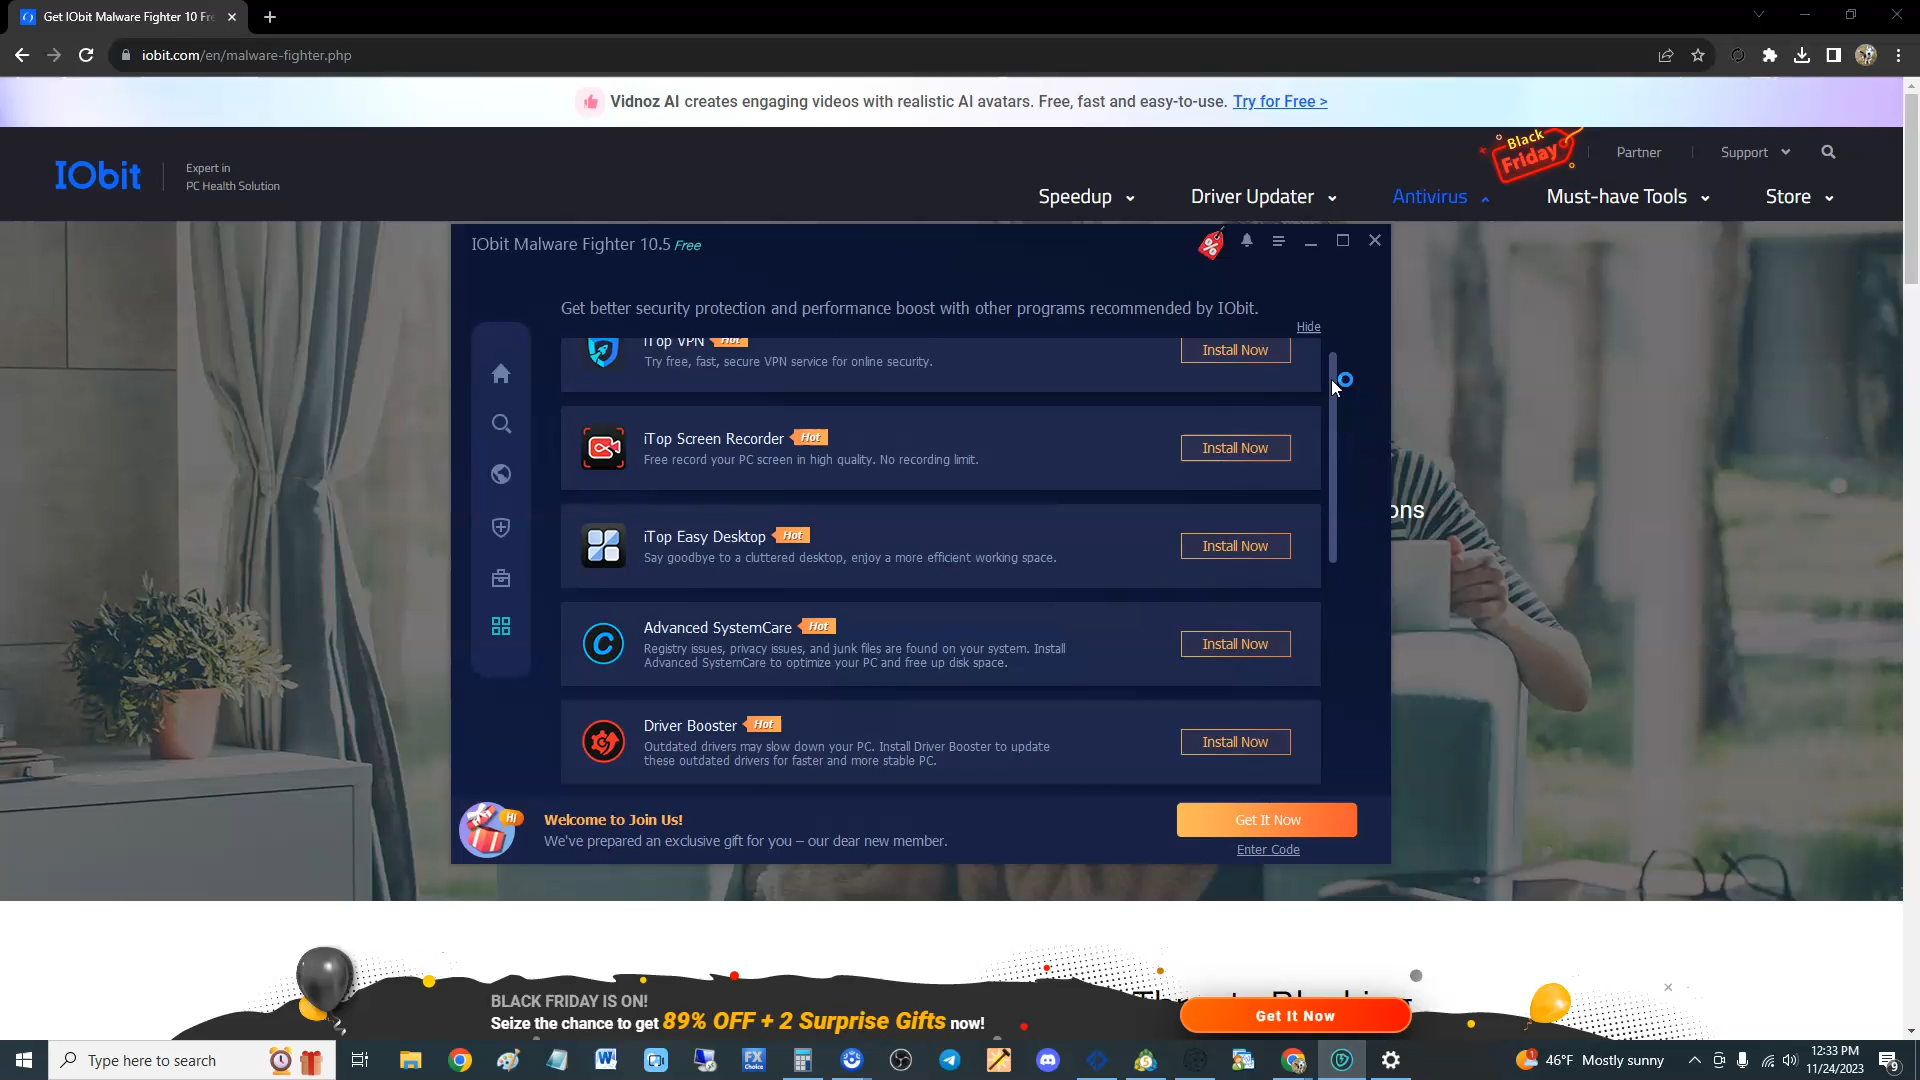 Get IObit Malware Fighter 10 Fre
iobit.com/en/malware-fighter.php
Vidnoz AI creates engaging videos with realistic AI avatars. Free, fast and easy-to-use. Try for Free >
IObit
Expert in
PC Health Solution
Black
Friday
Partner
Support
Speedup
Driver Updater
Antivirus
Must-have Tools
Store
IObit Malware Fighter 10.5 Free
%
Get better security protection and performance boost with other programs recommended by IObit.
Hide
iTop VPN Hot
Try free, fast, secure VPN service for online security.
Install Now
iTop Screen Recorder Hot
Free record your PC screen in high quality. No recording limit.
Install Now
iTop Easy Desktop Hot
Say goodbye to a cluttered desktop, enjoy a more efficient working space.
Install Now
ons
Advanced SystemCare Hot
Registry issues, privacy issues, and junk files are found on your system. Install
Advanced SystemCare to optimize your PC and free up disk space.
Install Now
Driver Booster Hot
Outdated drivers may slow down your PC. Install Driver Booster to update
these outdated drivers for faster and more stable PC.
Install Now
Hi
Welcome to Join Us!
We've prepared an exclusive gift for you – our dear new member.
Get It Now
Enter Code
BLACK FRIDAY IS ON!
Seize the chance to get 89% OFF + 2 Surprise Gifts now!
Get It Now
Type here to search
FX
Choice
1
46°F Mostly sunny
12:33 PM
11/24/2023
9